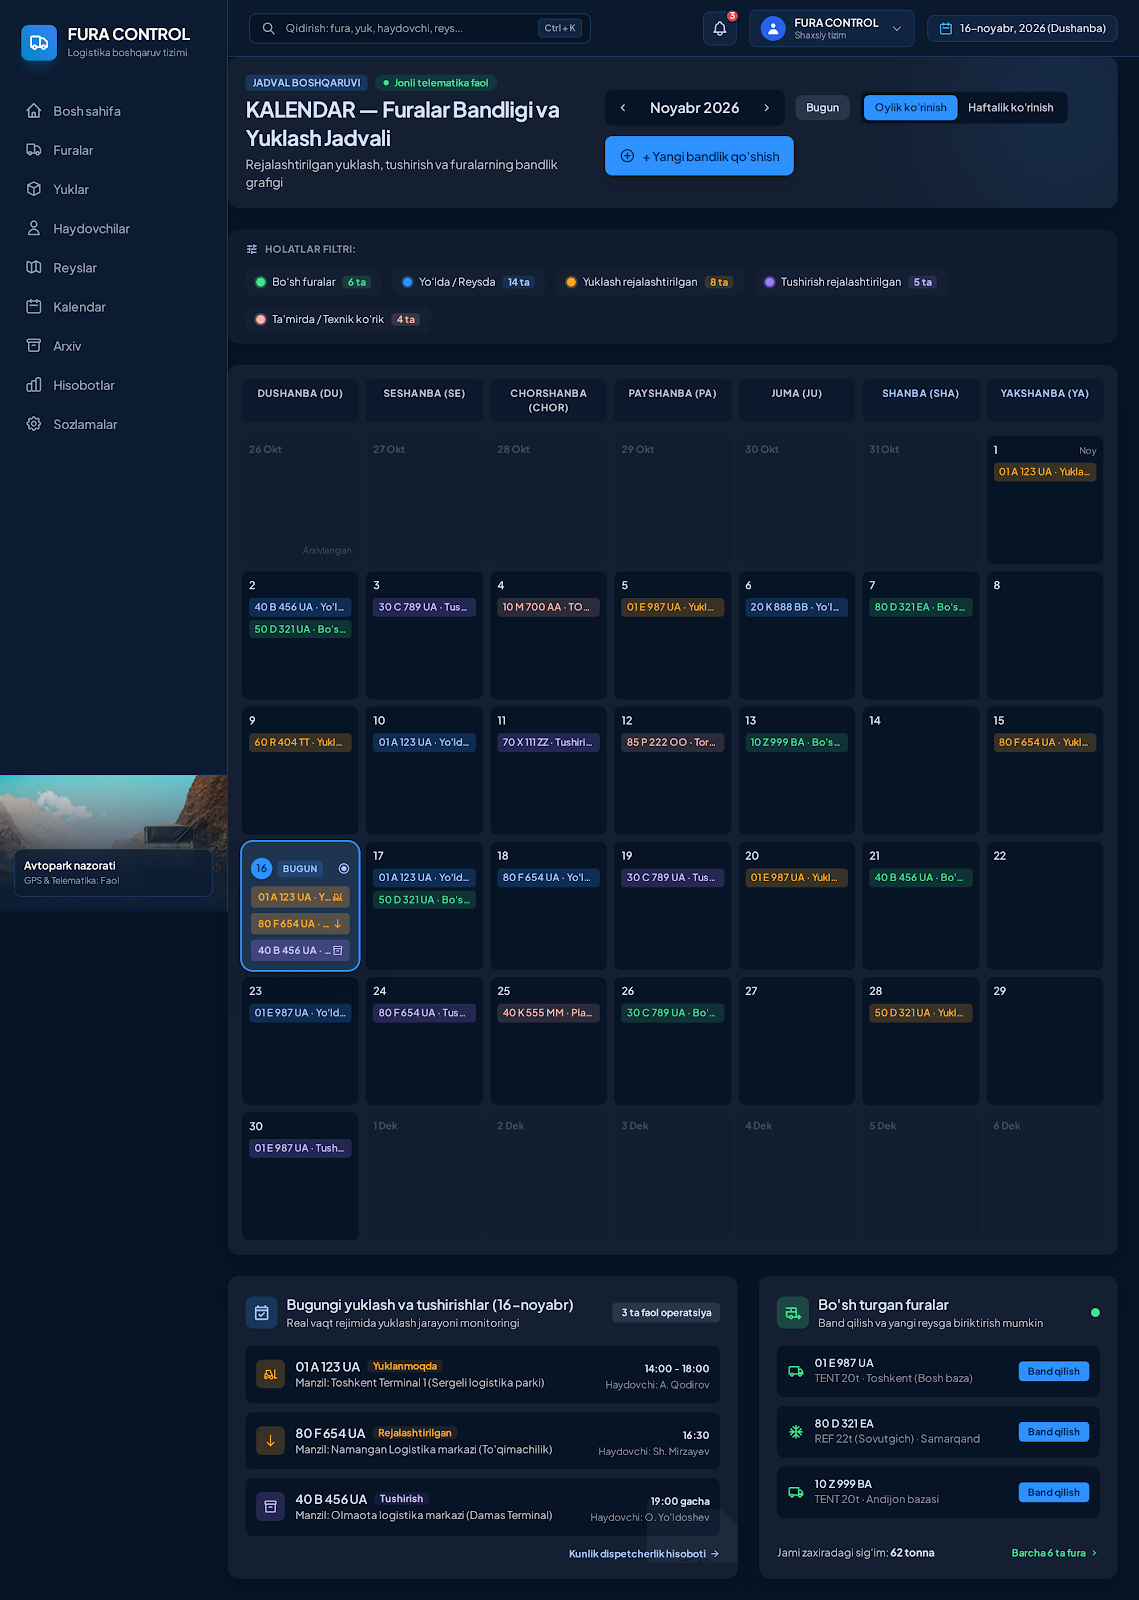 FURA CONTROL
Logistika boshqaruv tizimi
Bosh sahifa
Furalar
Yuklar
Haydovchilar
Reyslar
Kalendar
Arxiv
Hisobotlar
Sozlamalar
Avtopark nazorati
GPS & Telematika: Faol
Qidirish: fura, yuk, haydovchi, reys...
Ctrl+K
3
FURA CONTROL
Shaxsiy tizim
16-noyabr, 2026 (Dushanba)
JADVAL BOSHQARUVI
Jonli telematika faol
KALENDAR — Furalar Bandligi va
Yuklash Jadvali
Rejalashtirilgan yuklash, tushirish va furalarning bandlik
grafigi
Noyabr 2026
Bugun
Oylik ko'rinish
Haftalik ko'rinish
+ Yangi bandlik qo'shish
HOLATLAR FILTRI:
Bo'sh furalar 6 ta
Yo'lda / Reysda 14 ta
Yuklash rejalashtirilgan 8 ta
Tushirish rejalashtirilgan 5 ta
Ta'mirda / Texnik ko'rik 4 ta
DUSHANBA (DU)
SESHANBA (SE)
CHORSHANBA
(CHOR)
PAYSHANBA (PA)
JUMA (JU)
SHANBA (SHA)
YAKSHANBA (YA)
26 Okt
Arxivlangan
27 Okt
28 Okt
29 Okt
30 Okt
31 Okt
1 Noy
01 A 123 UA · Yukla...
2
40 B 456 UA · Yo'l...
50 D 321 UA · Bo's...
3
30 C 789 UA · Tus...
4
10 M 700 AA · TO...
5
01 E 987 UA · Yukl...
6
20 K 888 BB · Yo'l...
7
80 D 321 EA · Bo's...
8
9
60 R 404 TT · Yukl...
10
01 A 123 UA · Yo'ld...
11
70 X 111 ZZ · Tushiri...
12
85 P 222 OO · Tor...
13
10 Z 999 BA · Bo's...
14
15
80 F 654 UA · Yukl...
16 BUGUN
01 A 123 UA · Y...
80 F 654 UA · ...
40 B 456 UA · ...
17
01 A 123 UA · Yo'ld...
50 D 321 UA · Bo's...
18
80 F 654 UA · Yo'l...
19
30 C 789 UA · Tus...
20
01 E 987 UA · Yukl...
21
40 B 456 UA · Bo'...
22
23
01 E 987 UA · Yo'ld...
24
80 F 654 UA · Tus...
25
40 K 555 MM · Pla...
26
30 C 789 UA · Bo'...
27
28
50 D 321 UA · Yukl...
29
30
01 E 987 UA · Tush...
1 Dek
2 Dek
3 Dek
4 Dek
5 Dek
6 Dek
Bugungi yuklash va tushirishlar (16-noyabr)
Real vaqt rejimida yuklash jarayoni monitoringi
3 ta faol operatsiya
01 A 123 UA Yuklanmoqda
Manzil: Toshkent Terminal 1 (Sergeli logistika parki)
14:00 - 18:00
Haydovchi: A. Qodirov
80 F 654 UA Rejalashtirilgan
Manzil: Namangan Logistika markazi (To'qimachilik)
16:30
Haydovchi: Sh. Mirzayev
40 B 456 UA Tushirish
Manzil: Olmaota logistika markazi (Damas Terminal)
19:00 gacha
Haydovchi: O. Yo'ldoshev
Kunlik dispetcherlik hisoboti →
Bo'sh turgan furalar
Band qilish va yangi reysga biriktirish mumkin
01 E 987 UA
TENT 20t · Toshkent (Bosh baza)
Band qilish
80 D 321 EA
REF 22t (Sovutgich) · Samarqand
Band qilish
10 Z 999 BA
TENT 20t · Andijon bazasi
Band qilish
Jami zaxiradagi sig'im: 62 tonna
Barcha 6 ta fura